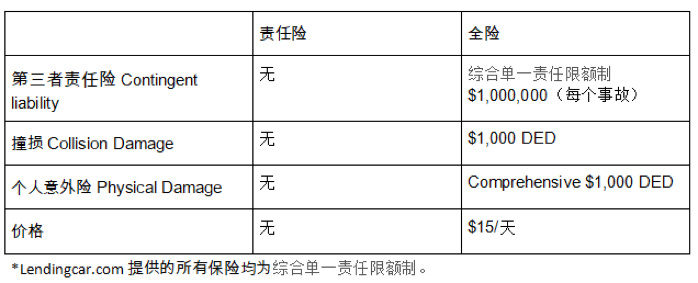 责任险 全险
第三者责任险 Contingent liability 无 综合单一责任限额制 $1,000,000（每个事故）
撞损 Collision Damage 无 $1,000 DED
个人意外险 Physical Damage 无 Comprehensive $1,000 DED
价格 无 $15/天
*Lendingcar.com 提供的所有保险均为综合单一责任限额制。